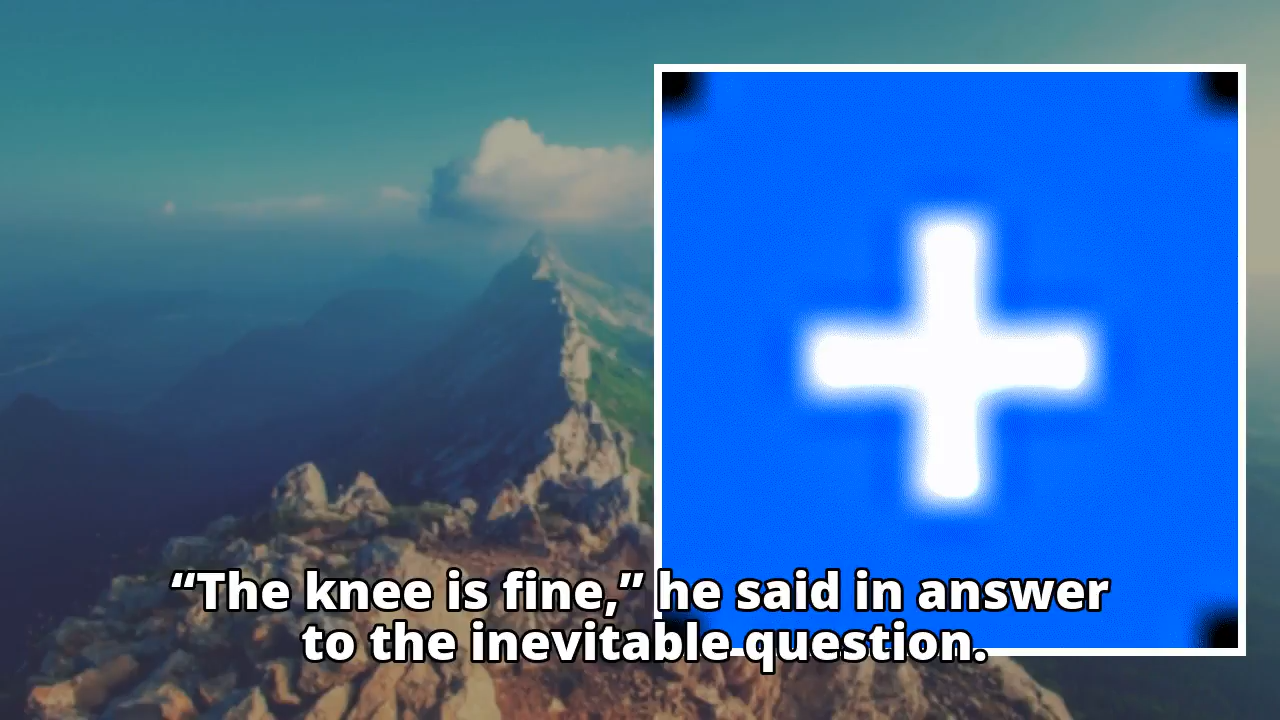 “The knee is fine,” he said in answer
to the inevitable question.